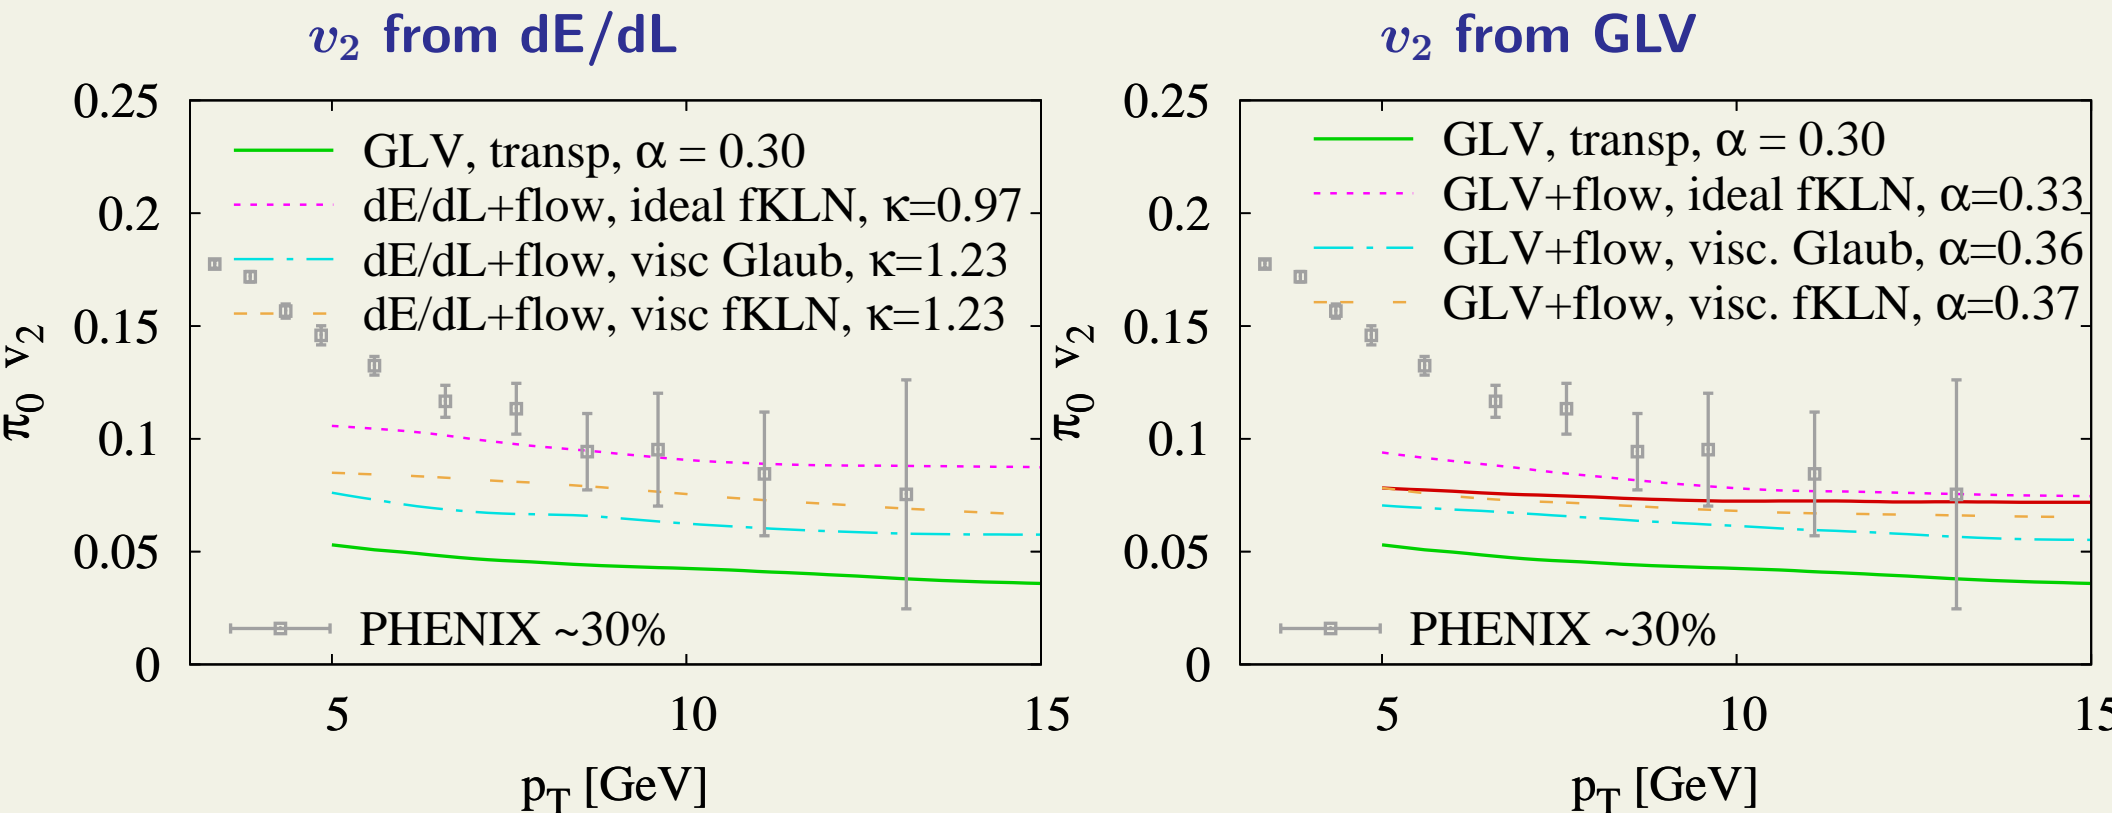 v2 from dE/dL
0.25
0.2
0.15
0.1
0.05
0
π0 v2
GLV, transp, α = 0.30
dE/dL+flow, ideal fKLN, κ=0.97
dE/dL+flow, visc Glaub, κ=1.23
dE/dL+flow, visc fKLN, κ=1.23
PHENIX ~30%
5 10 15
pT [GeV]
v2 from GLV
0.25
0.2
0.15
0.1
0.05
0
π0 v2
GLV, transp, α = 0.30
GLV+flow, ideal fKLN, α=0.33
GLV+flow, visc. Glaub, α=0.36
GLV+flow, visc. fKLN, α=0.37
PHENIX ~30%
5 10 15
pT [GeV]